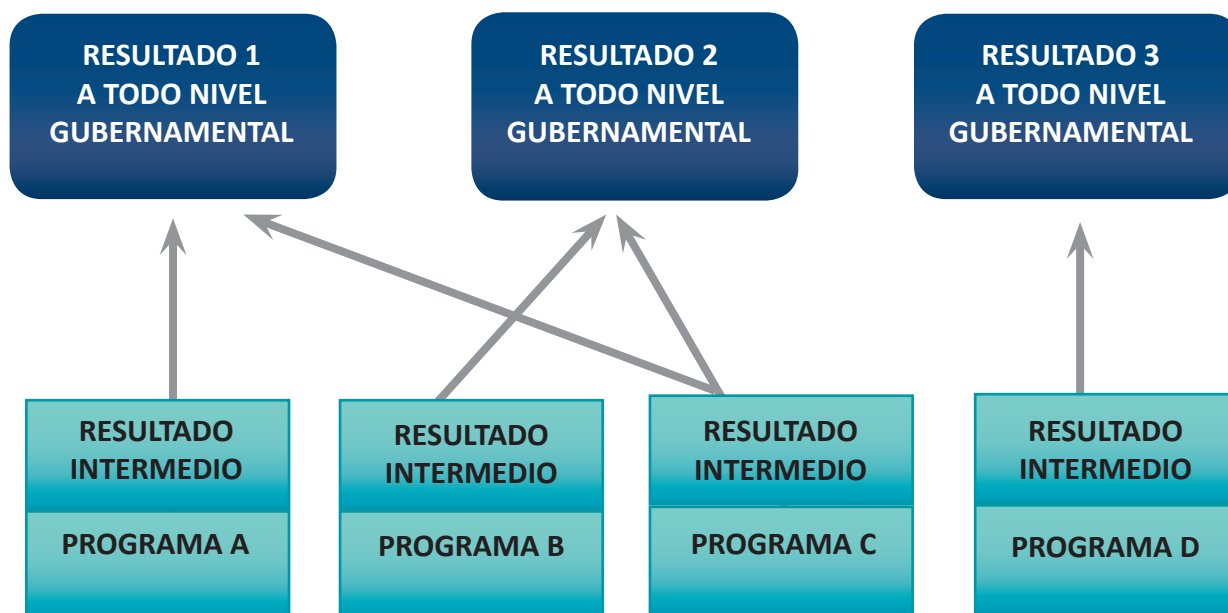 RESULTADO 1
A TODO NIVEL
GUBERNAMENTAL
RESULTADO 2
A TODO NIVEL
GUBERNAMENTAL
RESULTADO 3
A TODO NIVEL
GUBERNAMENTAL
RESULTADO
INTERMEDIO
PROGRAMA A
RESULTADO
INTERMEDIO
PROGRAMA B
RESULTADO
INTERMEDIO
PROGRAMA C
RESULTADO
INTERMEDIO
PROGRAMA D